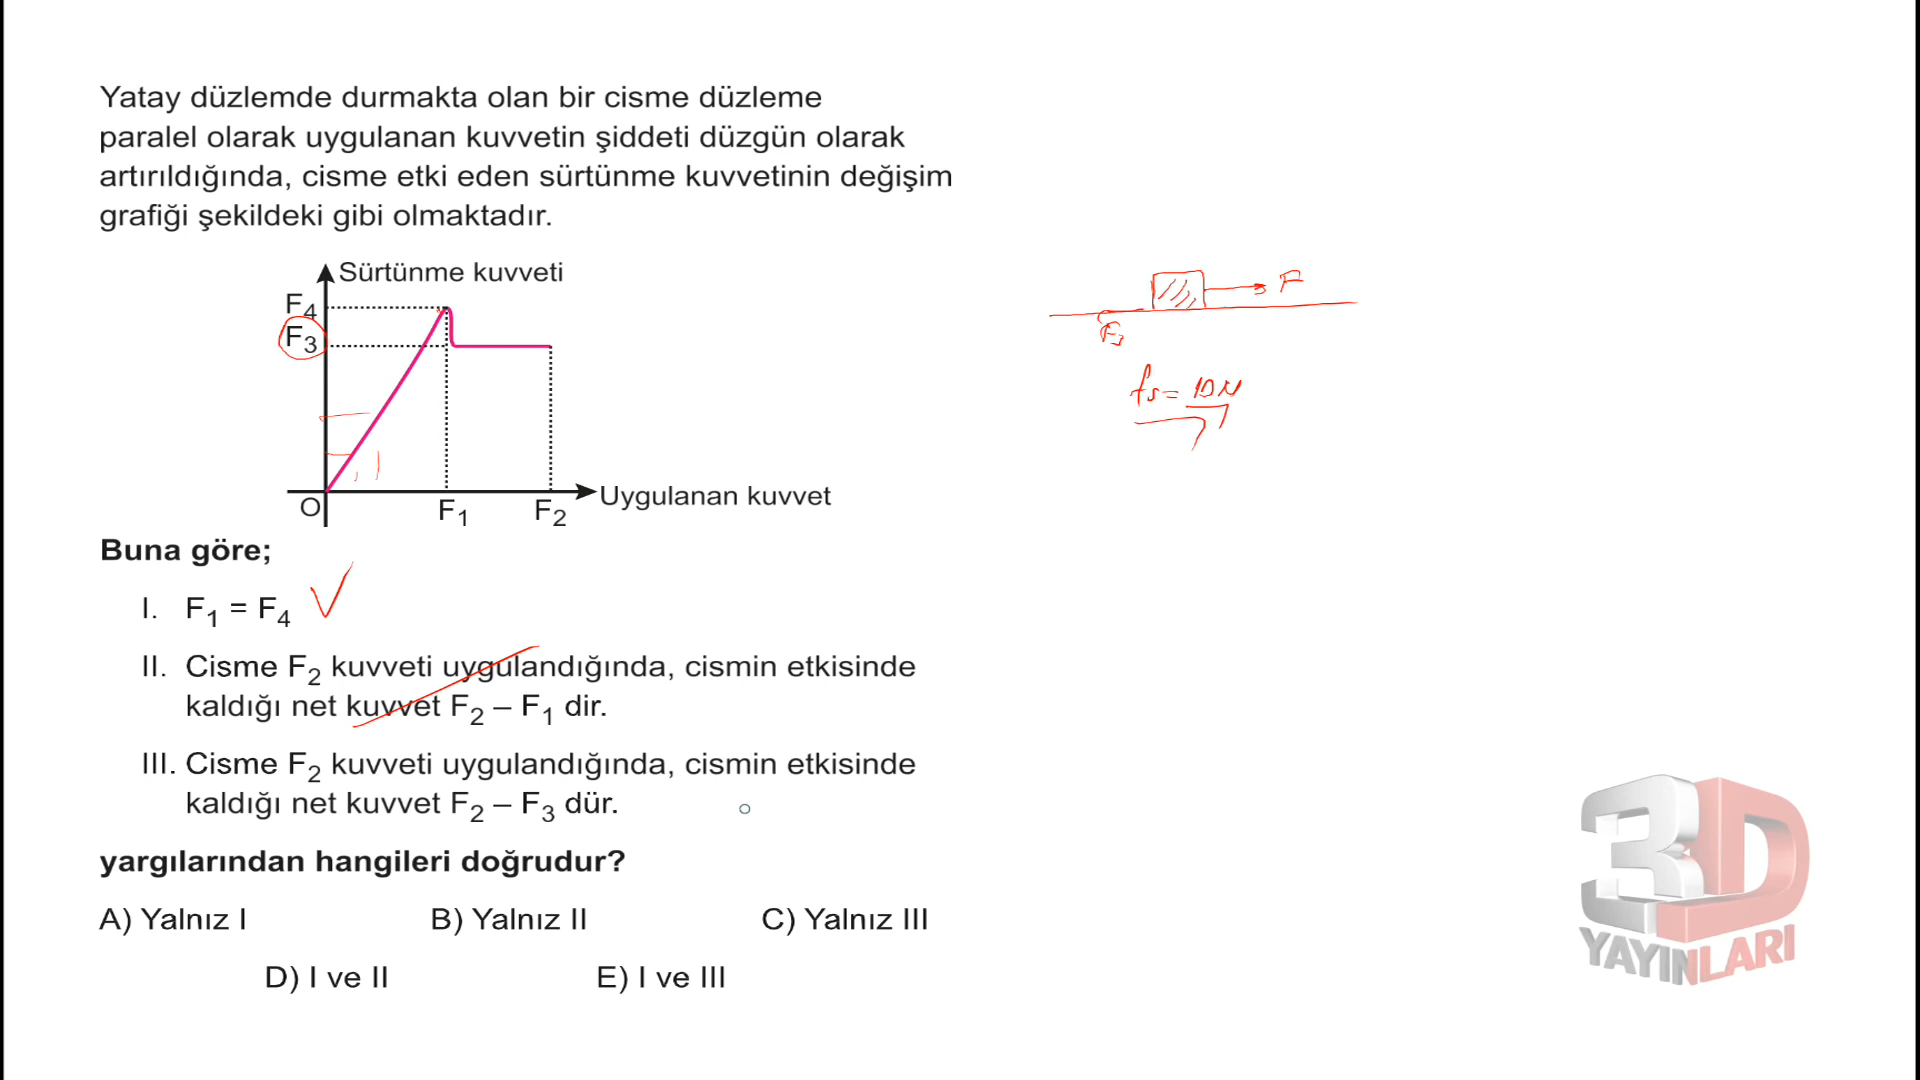 Yatay düzlemde durmakta olan bir cisme düzleme
paralel olarak uygulanan kuvvetin şiddeti düzgün olarak
artırıldığında, cisme etki eden sürtünme kuvvetinin değişim
grafiği şekildeki gibi olmaktadır.
Sürtünme kuvveti
F4
F3
O
F1
F2
Uygulanan kuvvet
F
Buna göre;
I. F1 = F4
II. Cisme F2 kuvveti uygulandığında, cismin etkisinde
kaldığı net kuvvet F2 – F1 dir.
III. Cisme F2 kuvveti uygulandığında, cismin etkisinde
kaldığı net kuvvet F2 – F3 dür.
yargılarından hangileri doğrudur?
A) Yalnız I
B) Yalnız II
C) Yalnız III
D) I ve II
E) I ve III
3D
YAYINLARI